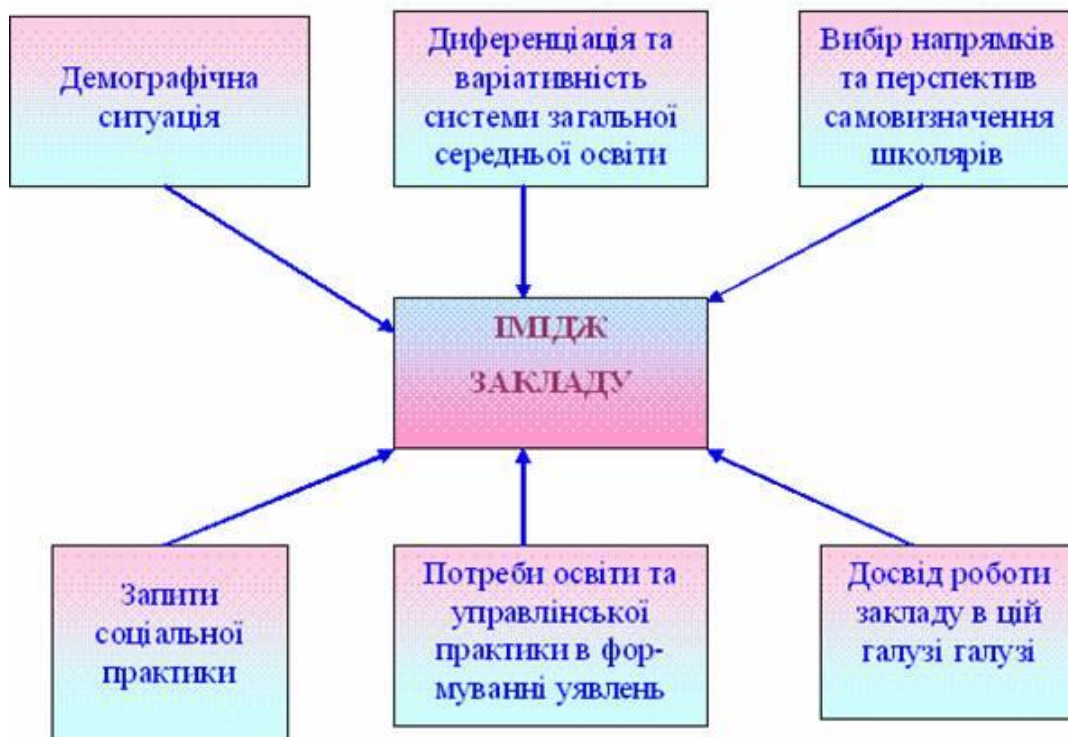 Демографічна
ситуація
Диференціація та
варіативність
системи загальної
середньої освіти
Вибір напрямків
та перспектив
самовизначення
школярів
ІМІДЖ
ЗАКЛАДУ
Запити
соціальної
практики
Потреби освіти та
управлінської
практики в фор-
муванні уявлень
Досвід роботи
закладу в цій
галузі галузі